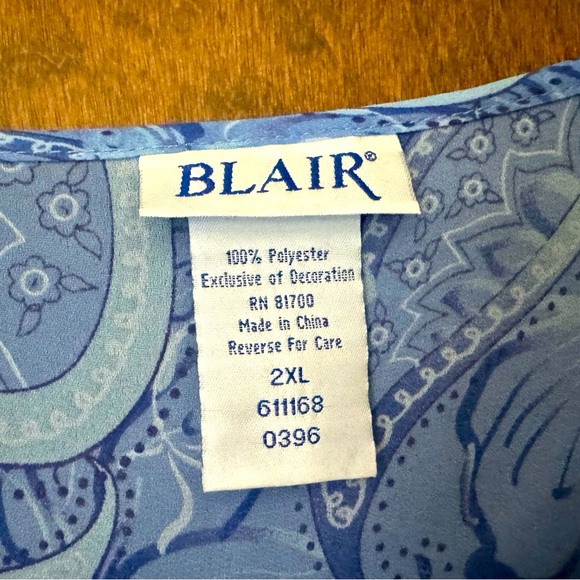 BLAIR®
100% Polyester
Exclusive of Decoration
RN 81700
Made in China
Reverse For Care
2XL
611168
0396